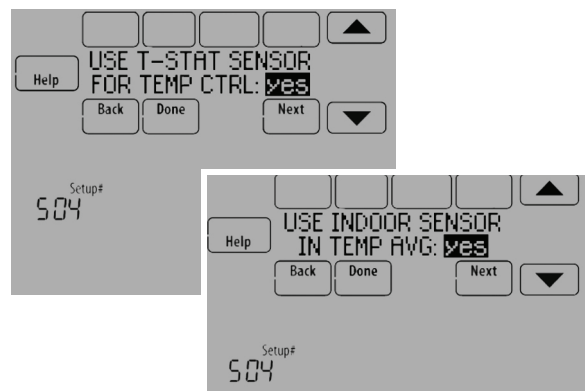 USE T-STAT SENSOR
Help
FOR TEMP CTRL: yes
Back Done Next
Setup#
504
USE INDOOR SENSOR
Help
IN TEMP AVG: yes
Back Done Next
Setup#
504